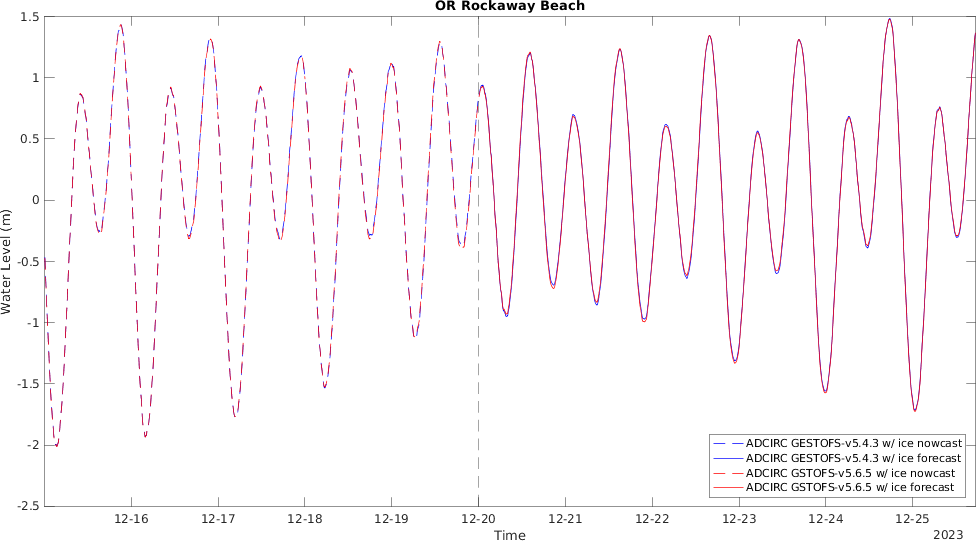 OR Rockaway Beach
1.5
1
0.5
0
-0.5
-1
-1.5
-2
-2.5
Water Level (m)
12-16 12-17 12-18 12-19 12-20 12-21 12-22 12-23 12-24 12-25
Time
2023
ADCIRC GESTOFS-v5.4.3 w/ ice nowcast
ADCIRC GESTOFS-v5.4.3 w/ ice forecast
ADCIRC GSTOFS-v5.6.5 w/ ice nowcast
ADCIRC GSTOFS-v5.6.5 w/ ice forecast